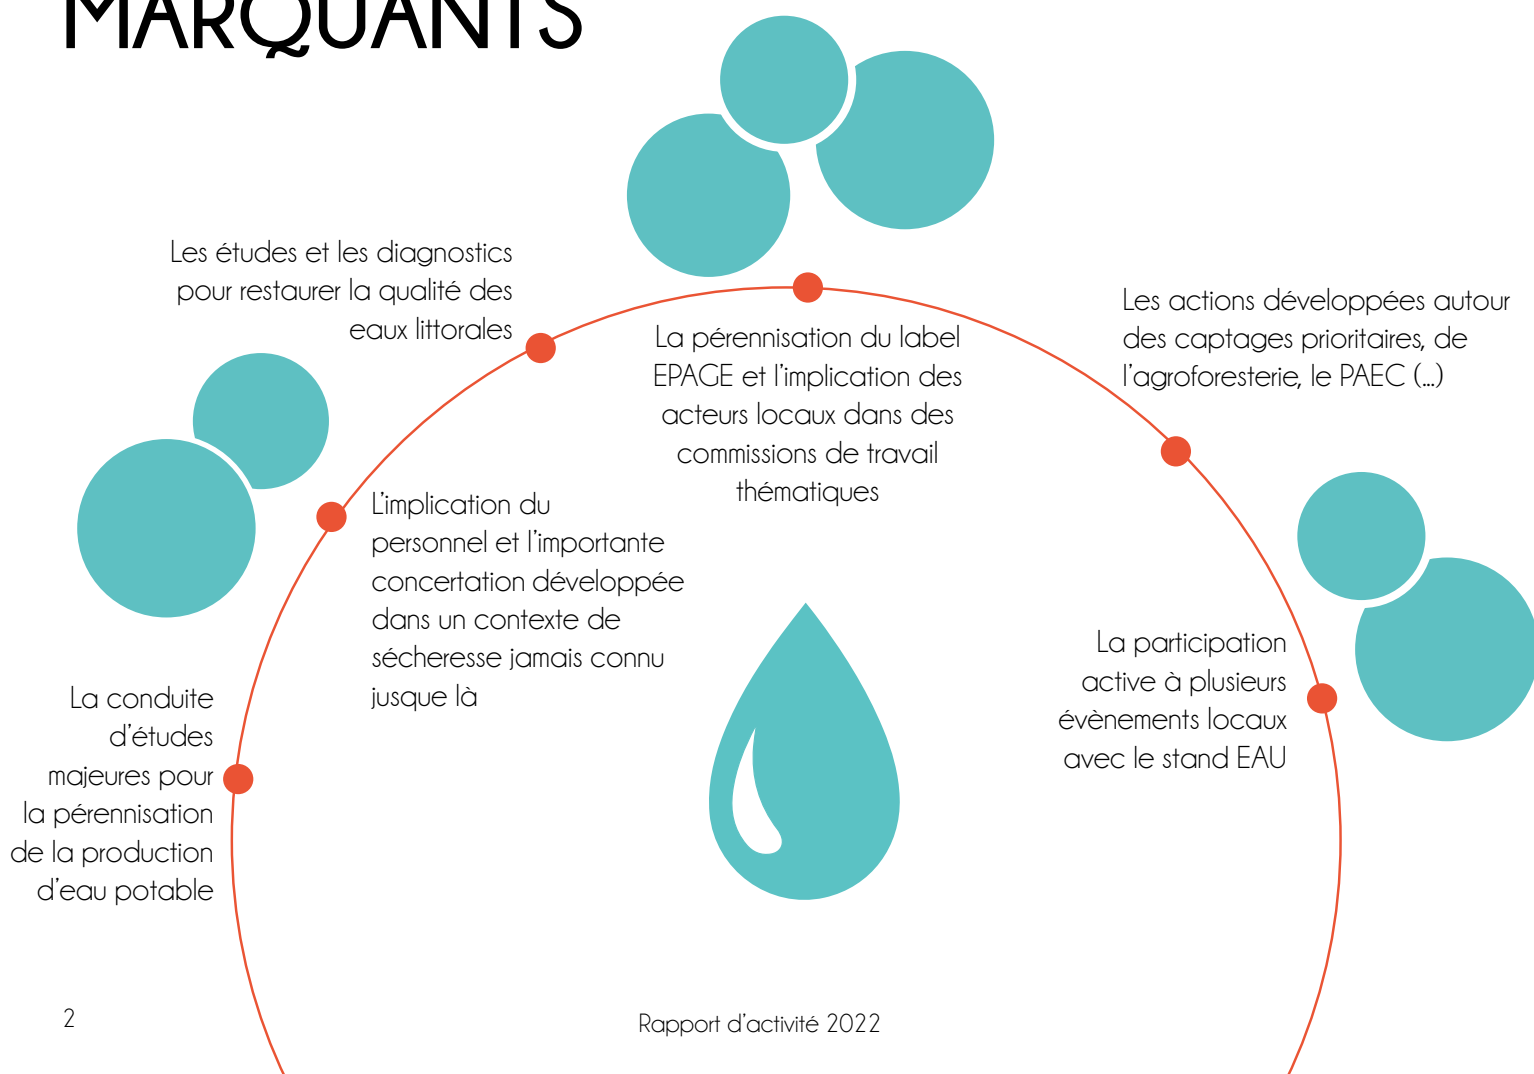 MARQUANTS
Les études et les diagnostics
pour restaurer la qualité des
eaux littorales
La pérennisation du label
EPAGE et l'implication des
acteurs locaux dans des
commissions de travail
thématiques
Les actions développées autour
des captages prioritaires, de
l'agroforesterie, le PAEC (...)
L'implication du
personnel et l'importante
concertation développée
dans un contexte de
sécheresse jamais connu
jusque là
La participation
active à plusieurs
évènements locaux
avec le stand EAU
La conduite
d'études
majeures pour
la pérennisation
de la production
d'eau potable
2
Rapport d'activité 2022